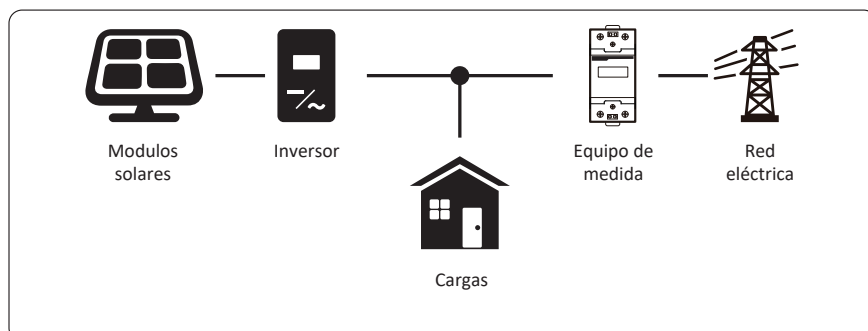 Modulos
solares
Inversor
Equipo de
medida
Red
eléctrica
Cargas